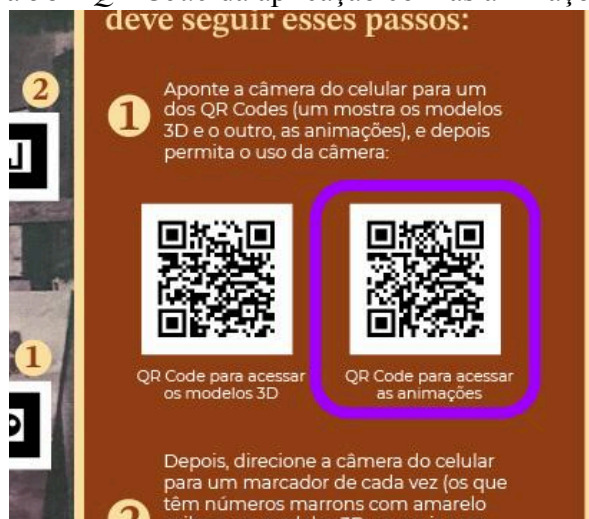 deve seguir esses passos:
2
1
Aponte a câmera do celular para um
dos QR Codes (um mostra os modelos
3D e o outro, as animações), e depois
permita o uso da câmera:
1
QR Code para acessar
os modelos 3D
QR Code para acessar
as animações
Depois, direcione a câmera do celular
para um marcador de cada vez (os que
têm números marrons com amarelo
2